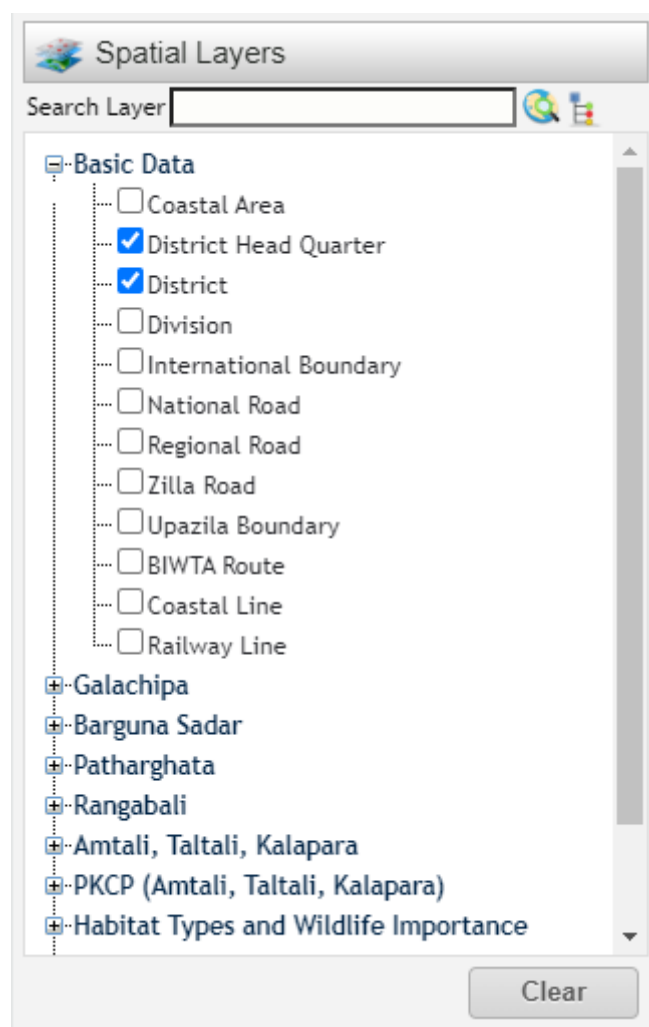 Spatial Layers
Search Layer
Basic Data
Coastal Area
District Head Quarter
District
Division
International Boundary
National Road
Regional Road
Zilla Road
Upazila Boundary
BIWTA Route
Coastal Line
Railway Line
Galachipa
Barguna Sadar
Patharghata
Rangabali
Amtali, Taltali, Kalapara
PKCP (Amtali, Taltali, Kalapara)
Habitat Types and Wildlife Importance
Clear